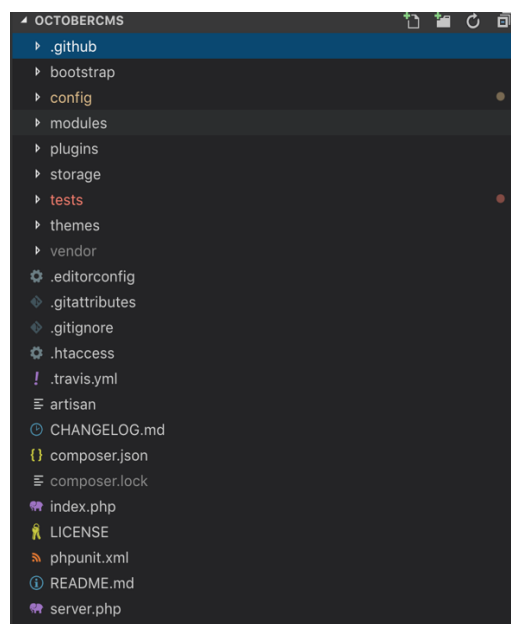 OCTOBERCMS
.github
bootstrap
config
modules
plugins
storage
tests
themes
vendor
.editorconfig
.gitattributes
.gitignore
.htaccess
.travis.yml
artisan
CHANGELOG.md
composer.json
composer.lock
index.php
LICENSE
phpunit.xml
README.md
server.php